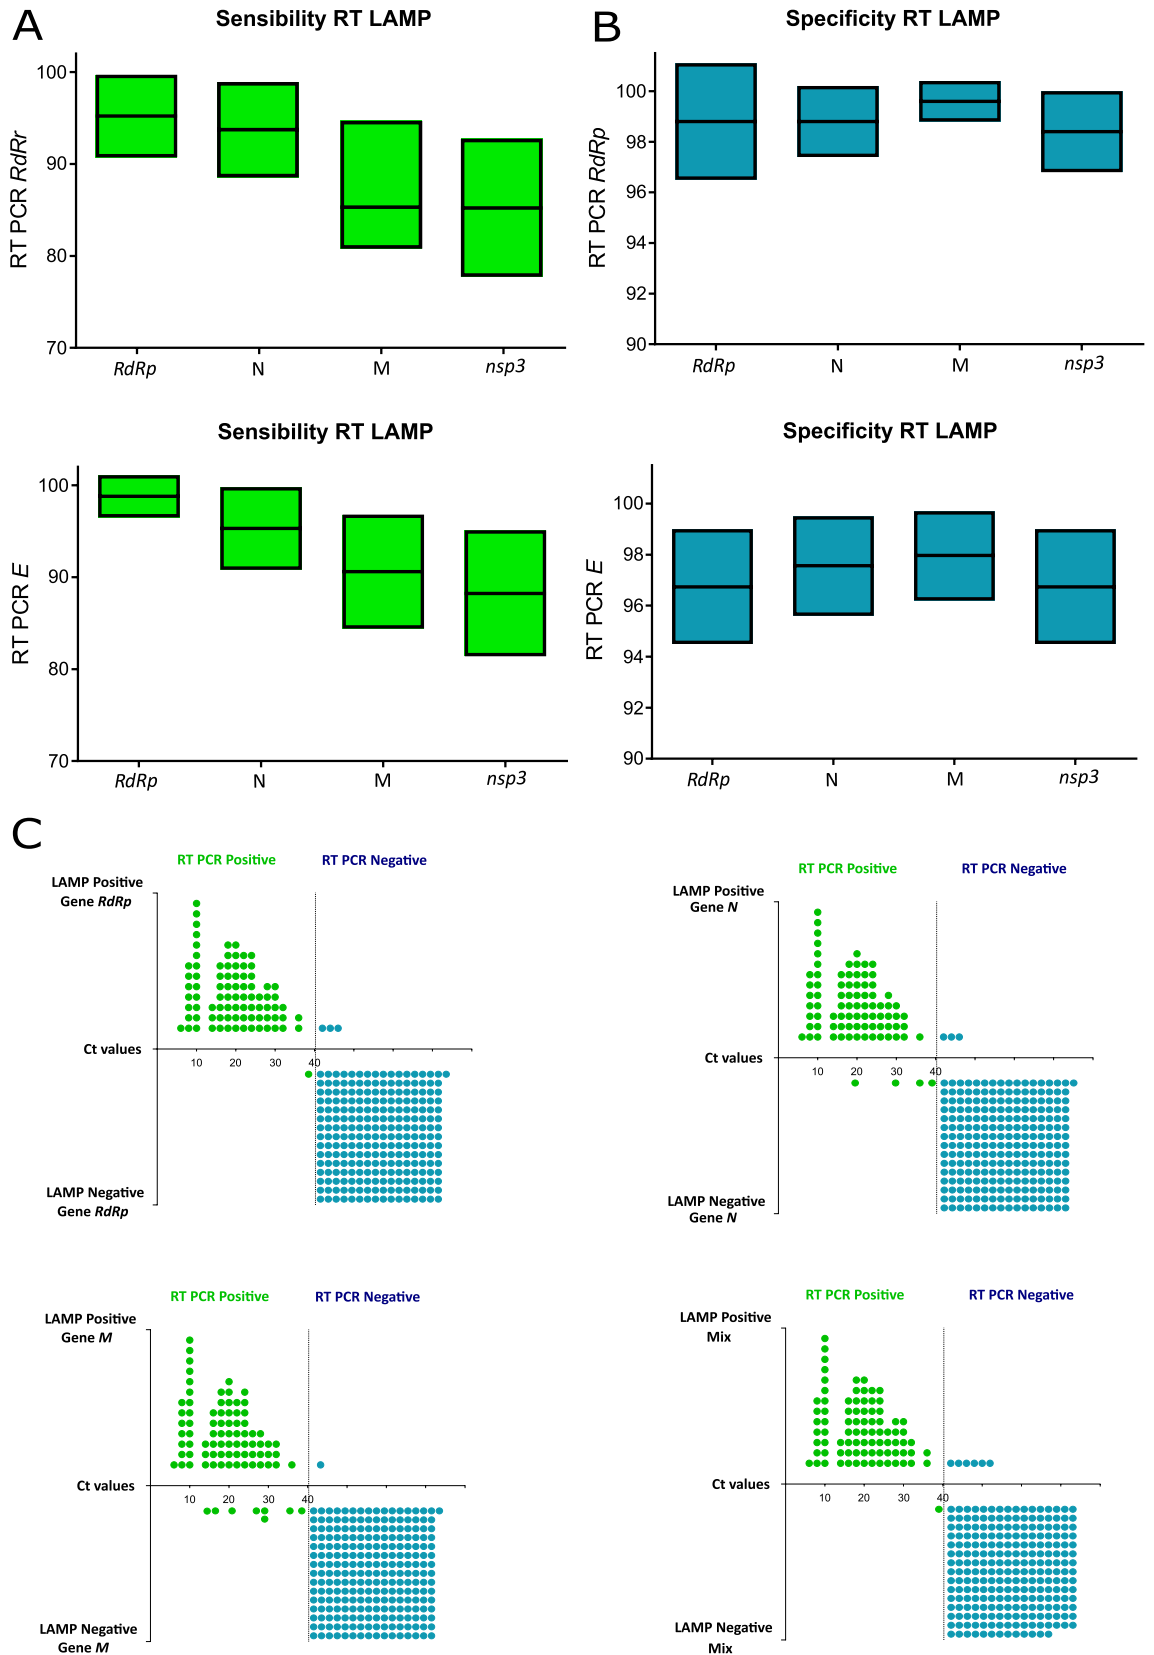 A
Sensibility RT LAMP
RT PCR RdRr
100
90
80
70
RdRp
N
M
nsp3
B
Specificity RT LAMP
RT PCR RdRp
100
98
96
94
92
90
RdRp
N
M
nsp3
Sensibility RT LAMP
RT PCR E
100
90
80
70
RdRp
N
M
nsp3
Specificity RT LAMP
RT PCR E
100
98
96
94
92
90
RdRp
N
M
nsp3
C
RT PCR Positive
RT PCR Negative
LAMP Positive
Gene RdRp
Ct values
10
20
30
40
LAMP Negative
Gene RdRp
RT PCR Positive
RT PCR Negative
LAMP Positive
Gene N
Ct values
10
20
30
40
LAMP Negative
Gene N
RT PCR Positive
RT PCR Negative
LAMP Positive
Gene M
Ct values
10
20
30
40
LAMP Negative
Gene M
RT PCR Positive
RT PCR Negative
LAMP Positive
Mix
Ct values
10
20
30
40
LAMP Negative
Mix